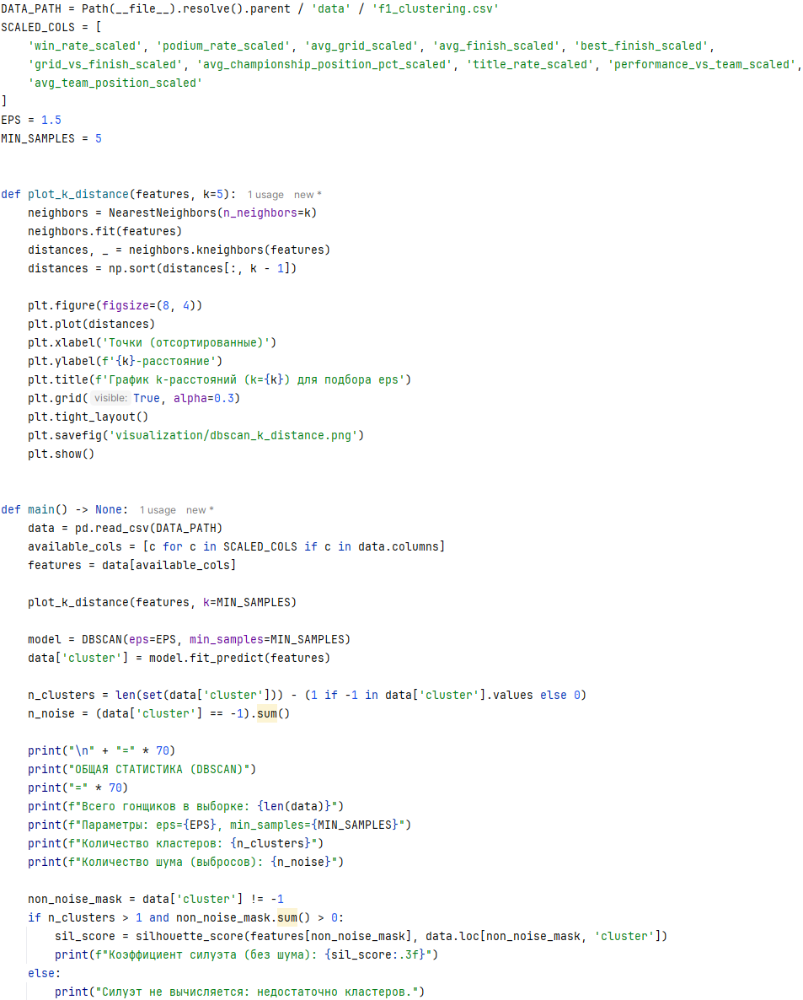 DATA_PATH = Path(__file__).resolve().parent / 'data' / 'f1_clustering.csv'
SCALED_COLS = [
    'win_rate_scaled', 'podium_rate_scaled', 'avg_grid_scaled', 'avg_finish_scaled', 'best_finish_scaled',
    'grid_vs_finish_scaled', 'avg_championship_position_pct_scaled', 'title_rate_scaled', 'performance_vs_team_scaled',
    'avg_team_position_scaled'
]
EPS = 1.5
MIN_SAMPLES = 5
def plot_k_distance(features, k=5): 1 usage new *
    neighbors = NearestNeighbors(n_neighbors=k)
    neighbors.fit(features)
    distances, _ = neighbors.kneighbors(features)
    distances = np.sort(distances[:, k - 1])
    plt.figure(figsize=(8, 4))
    plt.plot(distances)
    plt.xlabel('Точки (отсортированные)')
    plt.ylabel(f'{k}-расстояние')
    plt.title(f'График k-расстояний (k={k}) для подбора eps')
    plt.grid( visible: True, alpha=0.3)
    plt.tight_layout()
    plt.savefig('visualization/dbscan_k_distance.png')
    plt.show()
def main() -> None: 1 usage new *
    data = pd.read_csv(DATA_PATH)
    available_cols = [c for c in SCALED_COLS if c in data.columns]
    features = data[available_cols]
    plot_k_distance(features, k=MIN_SAMPLES)
    model = DBSCAN(eps=EPS, min_samples=MIN_SAMPLES)
    data['cluster'] = model.fit_predict(features)
    n_clusters = len(set(data['cluster'])) - (1 if -1 in data['cluster'].values else 0)
    n_noise = (data['cluster'] == -1).sum()
    print("\n" + "=" * 70)
    print("ОБЩАЯ СТАТИСТИКА (DBSCAN)")
    print("=" * 70)
    print(f"Всего гонщиков в выборке: {len(data)}")
    print(f"Параметры: eps={EPS}, min_samples={MIN_SAMPLES}")
    print(f"Количество кластеров: {n_clusters}")
    print(f"Количество шума (выбросов): {n_noise}")
    non_noise_mask = data['cluster'] != -1
    if n_clusters > 1 and non_noise_mask.sum() > 0:
        sil_score = silhouette_score(features[non_noise_mask], data.loc[non_noise_mask, 'cluster'])
        print(f"Коэффициент силуэта (без шума): {sil_score:.3f}")
    else:
        print("Силуэт не вычисляется: недостаточно кластеров.")